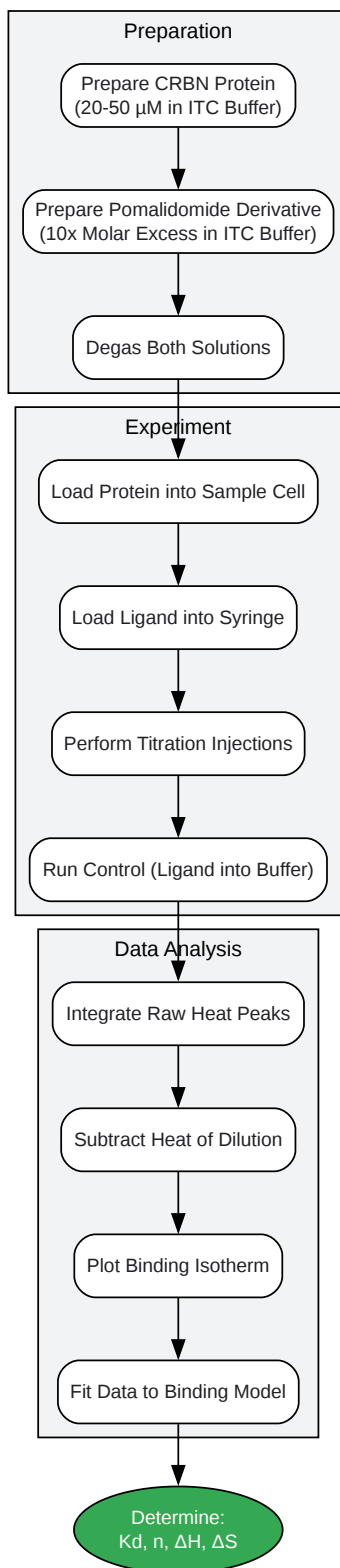 Preparation
Prepare CRBN Protein
(20-50 µM in ITC Buffer)
Prepare Pomalidomide Derivative
(10x Molar Excess in ITC Buffer)
Degas Both Solutions
Experiment
Load Protein into Sample Cell
Load Ligand into Syringe
Perform Titration Injections
Run Control (Ligand into Buffer)
Data Analysis
Integrate Raw Heat Peaks
Subtract Heat of Dilution
Plot Binding Isotherm
Fit Data to Binding Model
Determine:
Kd, n, ΔH, ΔS